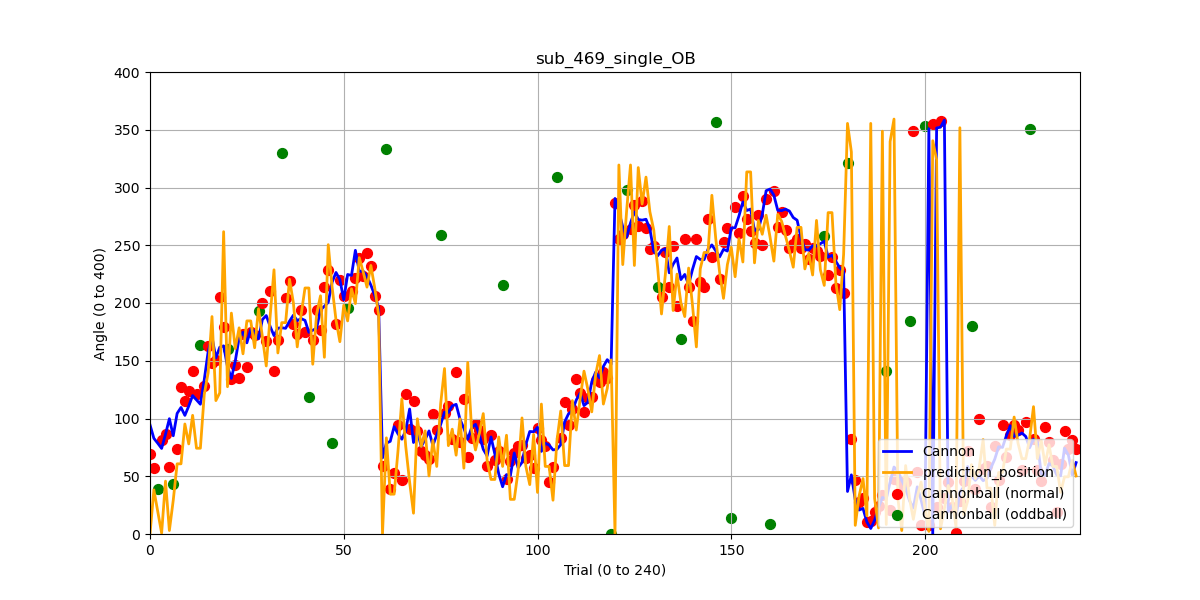 sub_469_single_OB
Angle (0 to 400)
400
350
300
250
200
150
100
50
0
0 50 100 150 200
Trial (0 to 240)
Cannon
prediction_position
Cannonball (normal)
Cannonball (oddball)